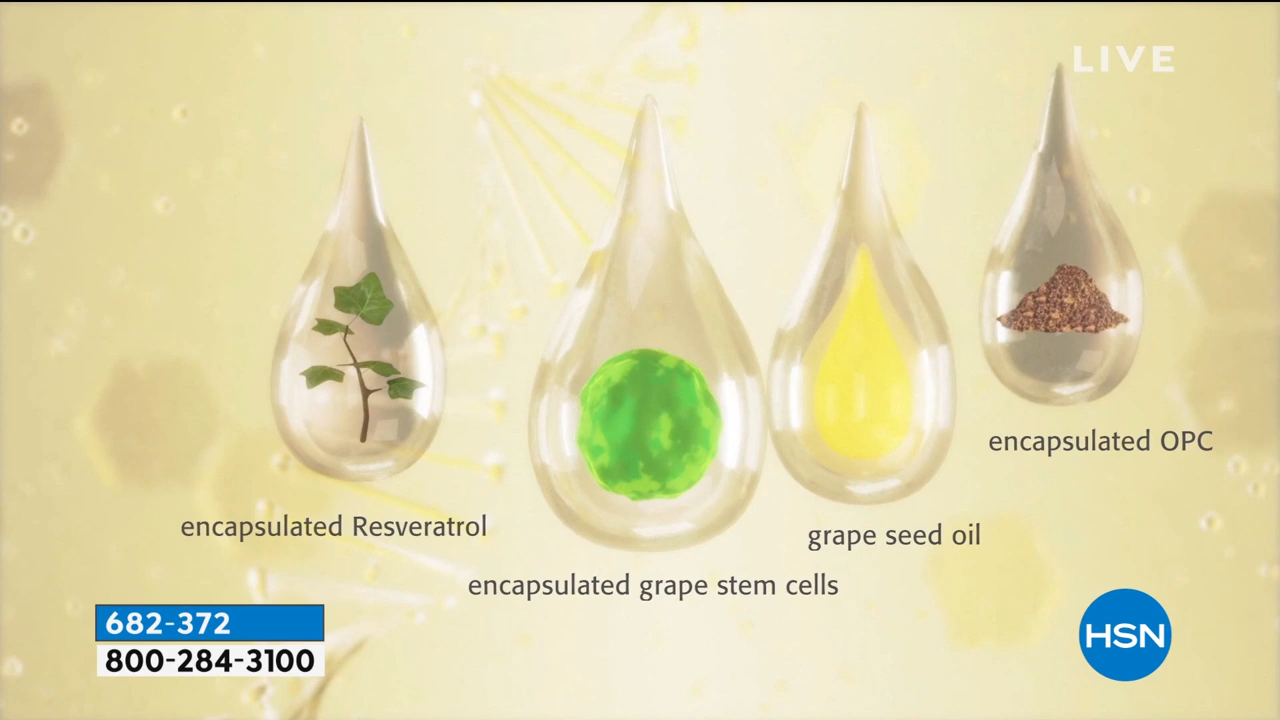 LIVE
encapsulated OPC
encapsulated Resveratrol
grape seed oil
encapsulated grape stem cells
682-372
800-284-3100
HSN